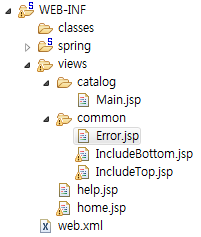 WEB-INF
classes
spring
views
catalog
Main.jsp
common
Error.jsp
IncludeBottom.jsp
IncludeTop.jsp
help.jsp
home.jsp
web.xml